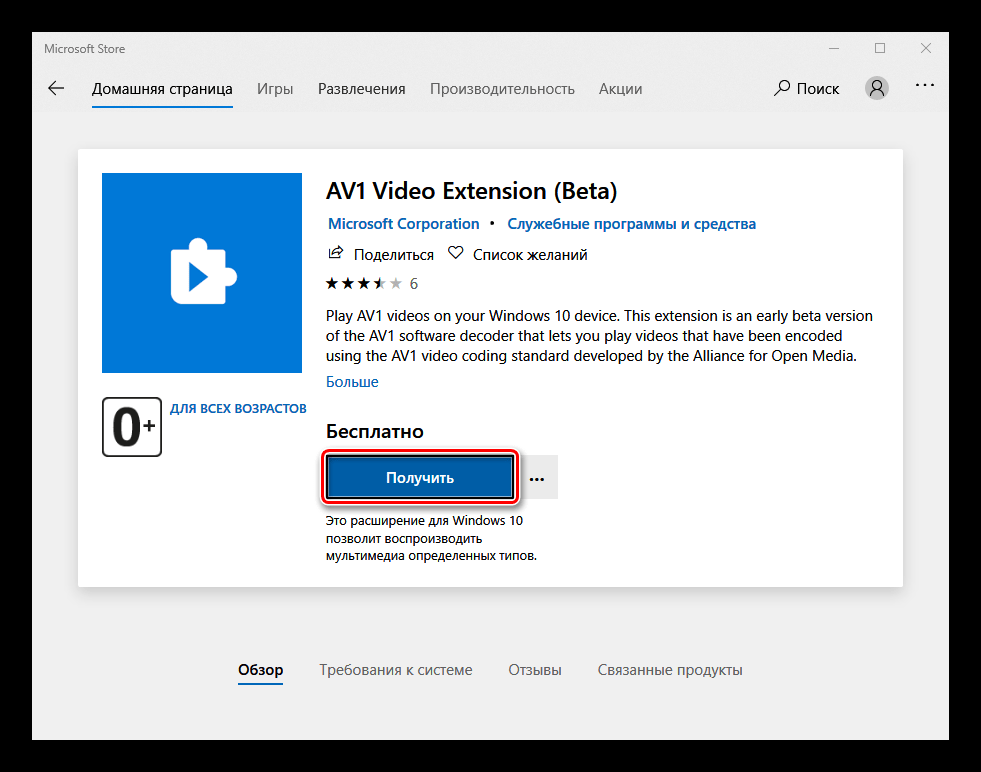 Microsoft Store
Домашняя страница Игры Развлечения Производительность Акции Поиск
AV1 Video Extension (Beta)
Microsoft Corporation • Служебные программы и средства
Поделиться Список желаний
6
Play AV1 videos on your Windows 10 device. This extension is an early beta version
of the AV1 software decoder that lets you play videos that have been encoded
using the AV1 video coding standard developed by the Alliance for Open Media.
Больше
0+ ДЛЯ ВСЕХ ВОЗРАСТОВ
Бесплатно
Получить
Это расширение для Windows 10
позволит воспроизводить
мультимедиа определенных типов.
Обзор Требования к системе Отзывы Связанные продукты